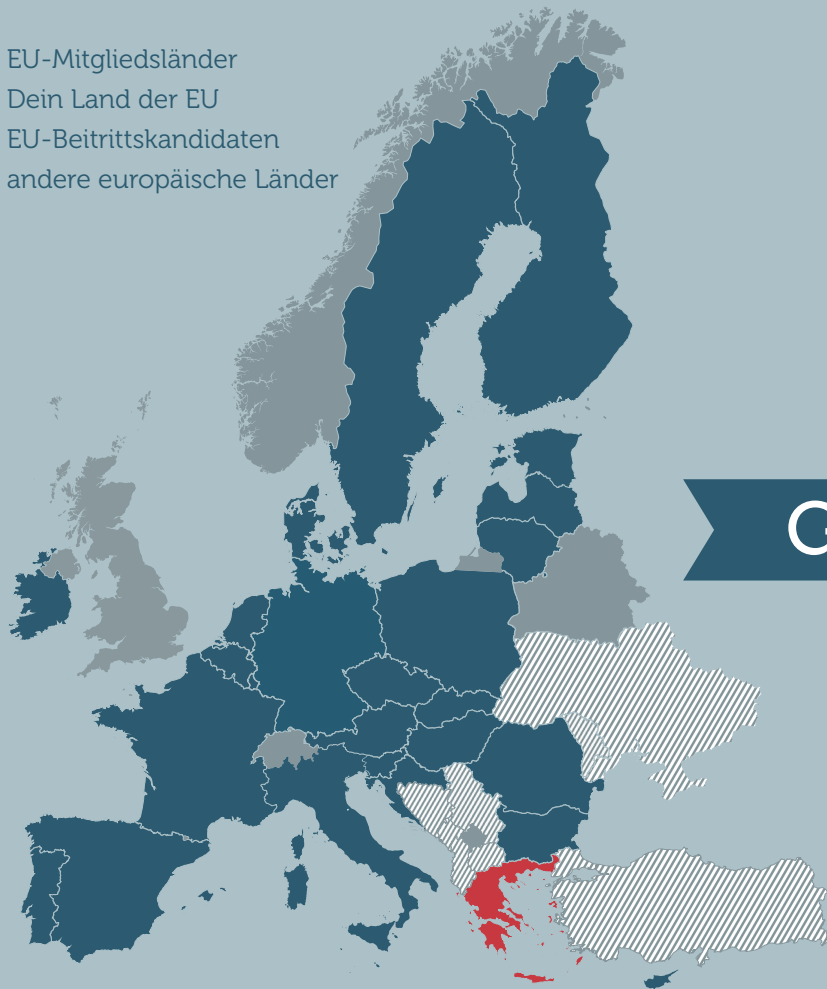 EU-Mitgliedsländer
Dein Land der EU
EU-Beitrittskandidaten
andere europäische Länder
G